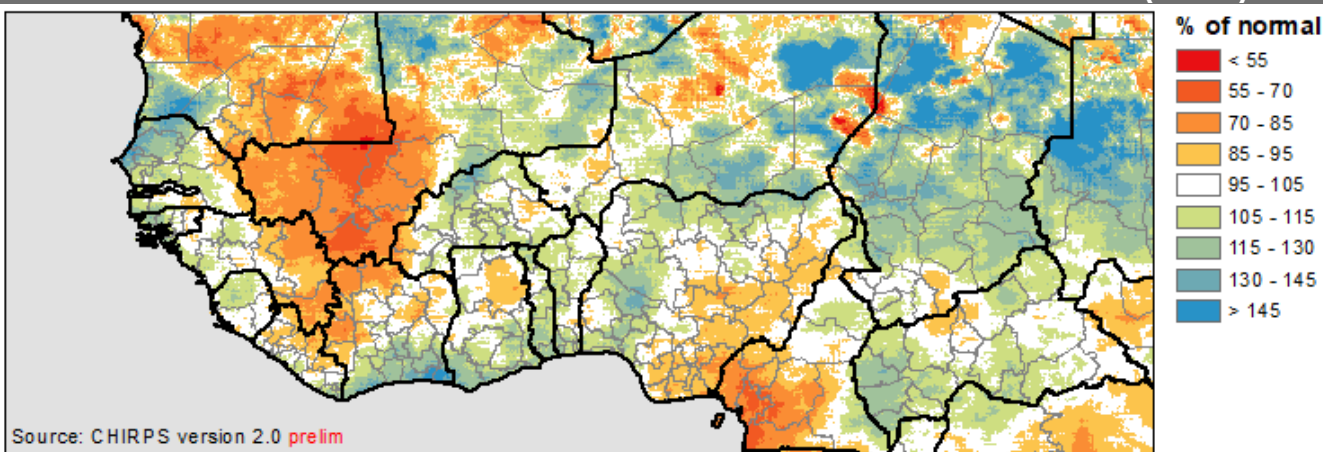 % of normal
< 55
55 - 70
70 - 85
85 - 95
95 - 105
105 - 115
115 - 130
130 - 145
> 145
Source: CHIRPS version 2.0 prelim